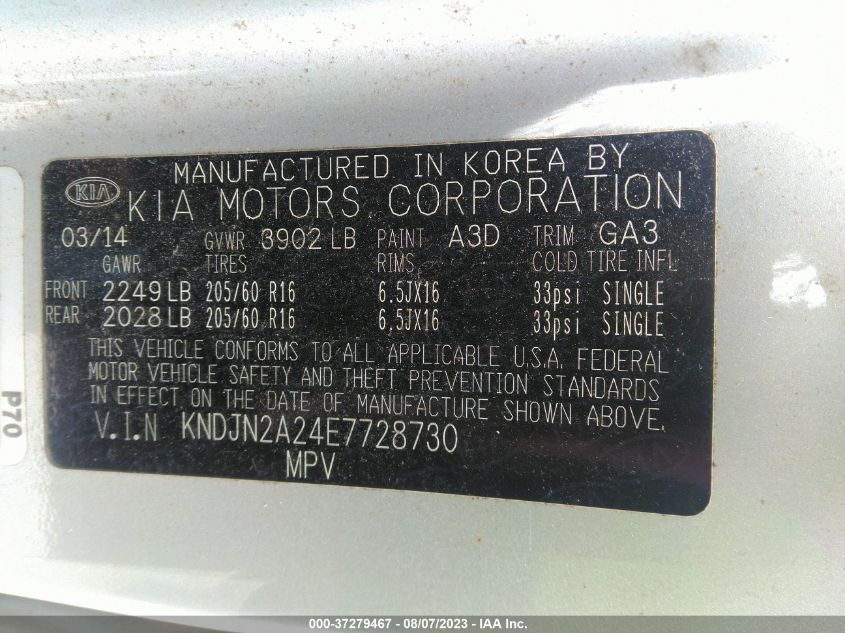 MANUFACTURED IN KOREA BY
KIA KIA MOTORS CORPORATION
03/14 GVWR 3902 LB PAINT A3D TRIM GA3
GAWR TIRES RIMS COLD TIRE INFL
FRONT 2249 LB 205/60 R16 6.5JX16 33psi SINGLE
REAR 2028 LB 205/60 R16 6.5JX16 33psi SINGLE
THIS VEHICLE CONFORMS TO ALL APPLICABLE U.S.A. FEDERAL
MOTOR VEHICLE SAFETY AND THEFT PREVENTION STANDARDS
IN EFFECT ON THE DATE OF MANUFACTURE SHOWN ABOVE.
V.I.N KNDJN2A24E7728730
MPV
P70
000-37279467 - 08/07/2023 - IAA Inc.